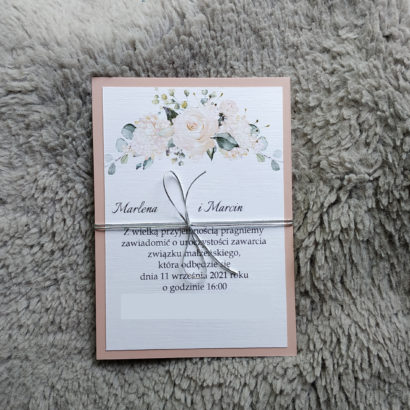 Marlena i Marcin
Z wielką przyjemnością pragniemy
zawiadomić o uroczystości zawarcia
związku małżeńskiego,
która odbędzie się
dnia 11 września 2021 roku
o godzinie 16:00